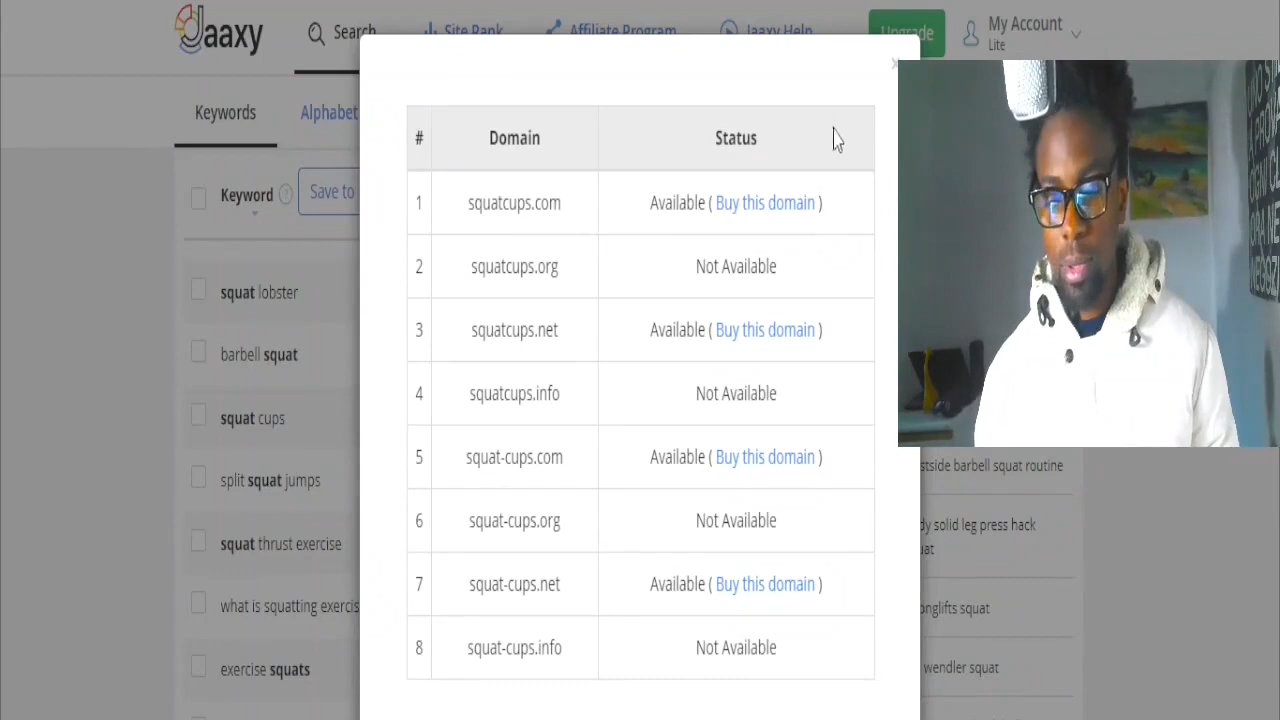 Jaaxy
Search
Site Rank
Affiliate Program
Jaaxy Help
Upgrade
My Account
Lite
Keywords
Alphabet
Keyword
Save to
squat lobster
barbell squat
squat cups
split squat jumps
squat thrust exercise
what is squatting exercis
exercise squats
# Domain Status
1 squatcups.com Available ( Buy this domain )
2 squatcups.org Not Available
3 squatcups.net Available ( Buy this domain )
4 squatcups.info Not Available
5 squat-cups.com Available ( Buy this domain )
6 squat-cups.org Not Available
7 squat-cups.net Available ( Buy this domain )
8 squat-cups.info Not Available
stside barbell squat routine
dy solid leg press hack
uat
onglifts squat
wendler squat